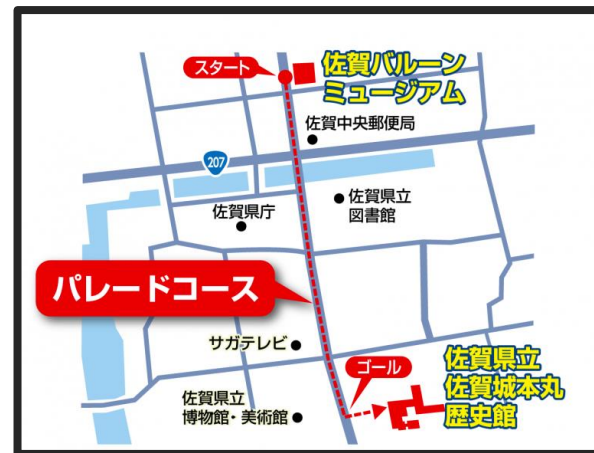 スタート
佐賀バルーン
ミュージアム
佐賀中央郵便局
207
佐賀県庁
佐賀県立
図書館
パレードコース
サガテレビ
ゴール
佐賀県立
佐賀城本丸
歴史館
佐賀県立
博物館・美術館